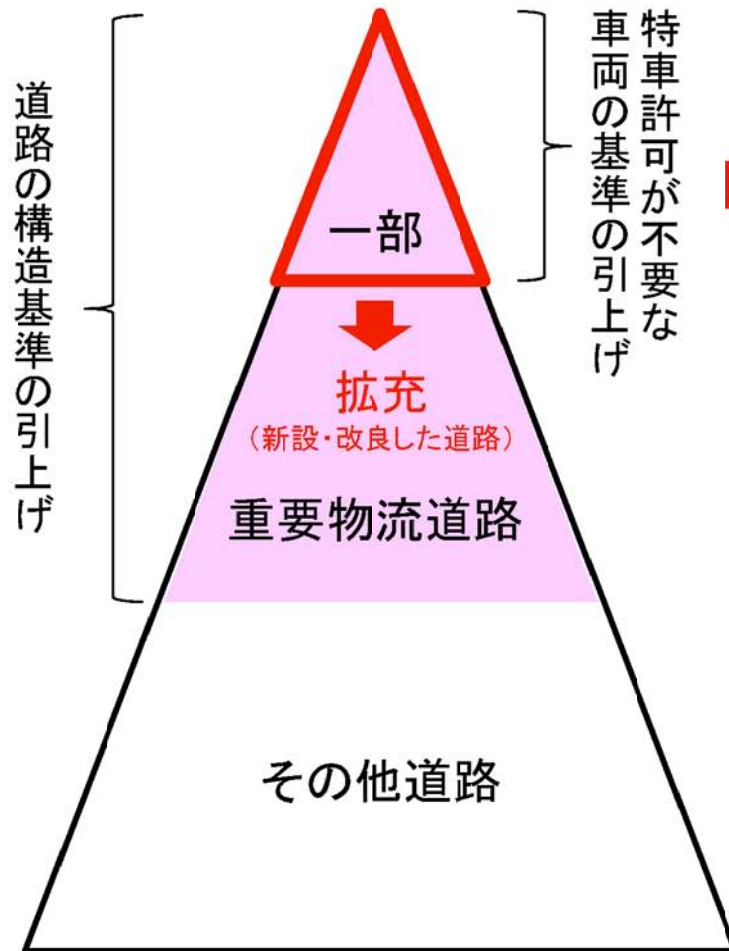 道路の構造基準の引上げ
特車許可が不要な
車両の基準の引上げ
一部
拡充
（新設・改良した道路）
重要物流道路
その他道路